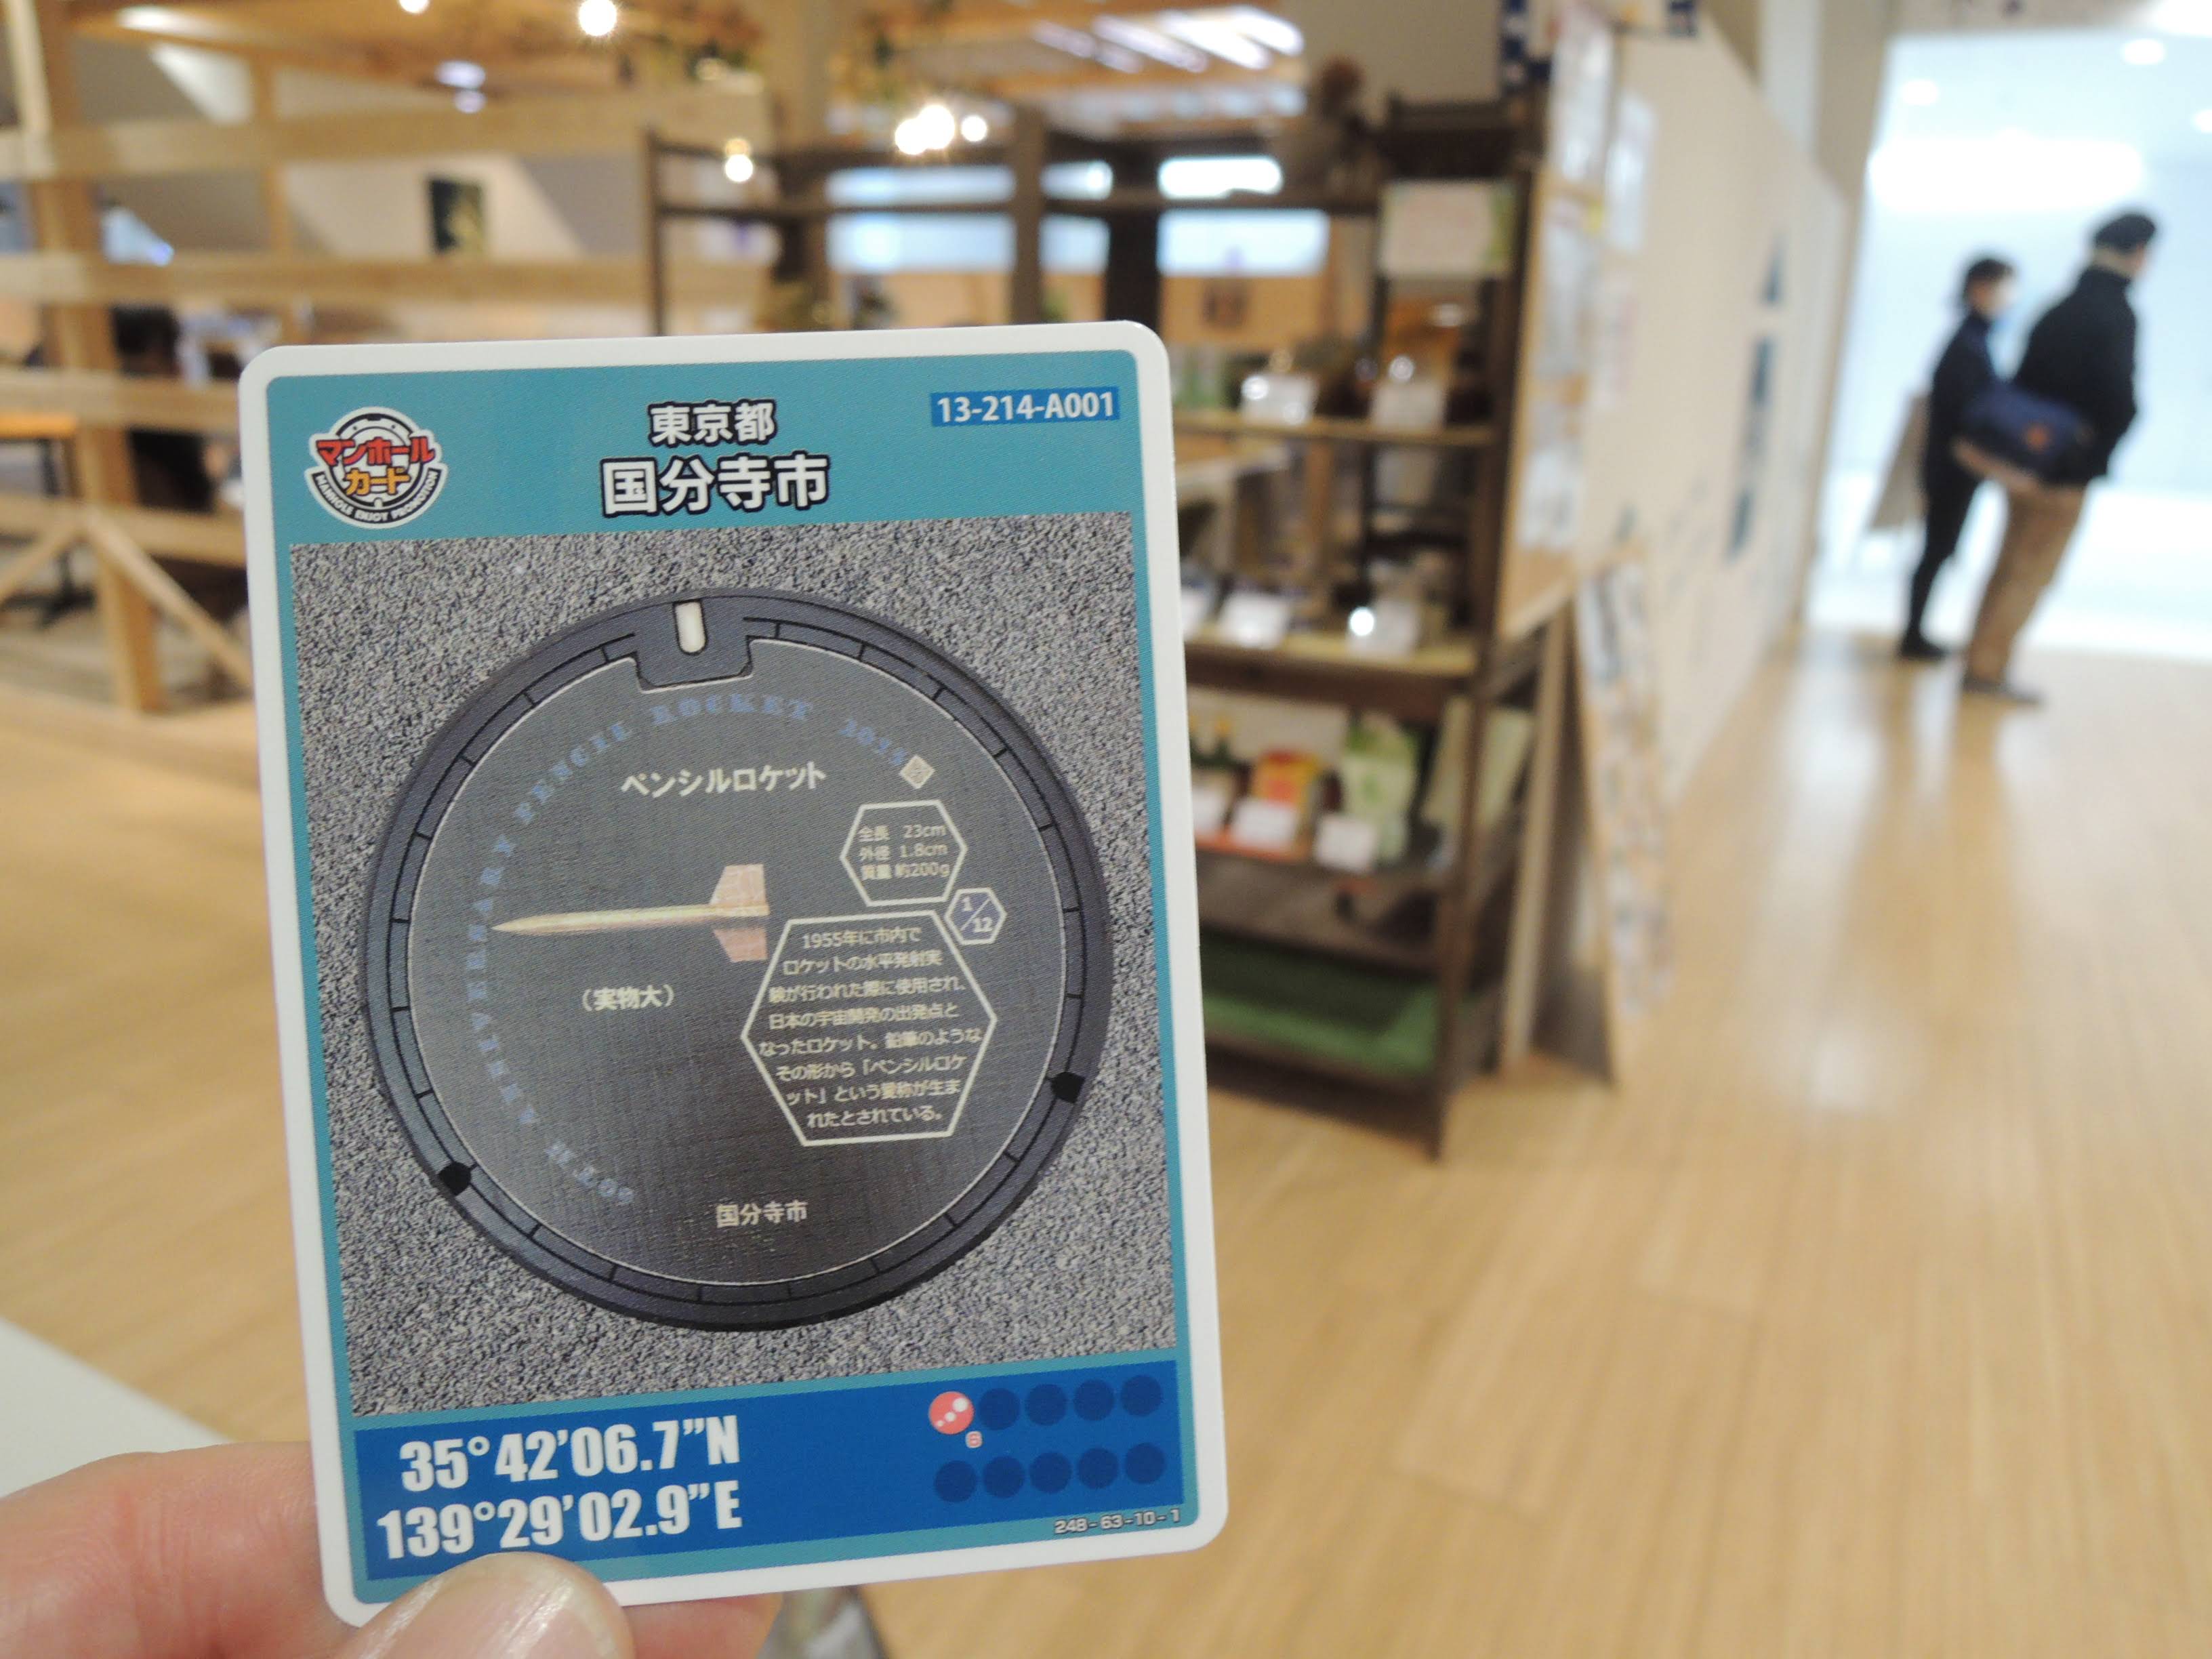 マンホール
カード
MANHOLE ENJOY PROMOTION
東京都
国分寺市
13-214-A001
60TH ANNIVERSARY PENCIL ROCKET 2015
ペンシルロケット
全長 23cm
外径 1.8cm
質量 約200g
1/12
1955年に市内で
ロケットの水平発射実
験が行われた際に使用され、
日本の宇宙開発の出発点と
なったロケット。鉛筆のような
その形から「ペンシルロケ
ット」という愛称が生ま
れたとされている。
(実物大)
国分寺市
35°42'06.7"N
139°29'02.9"E
6
248-63-10-1